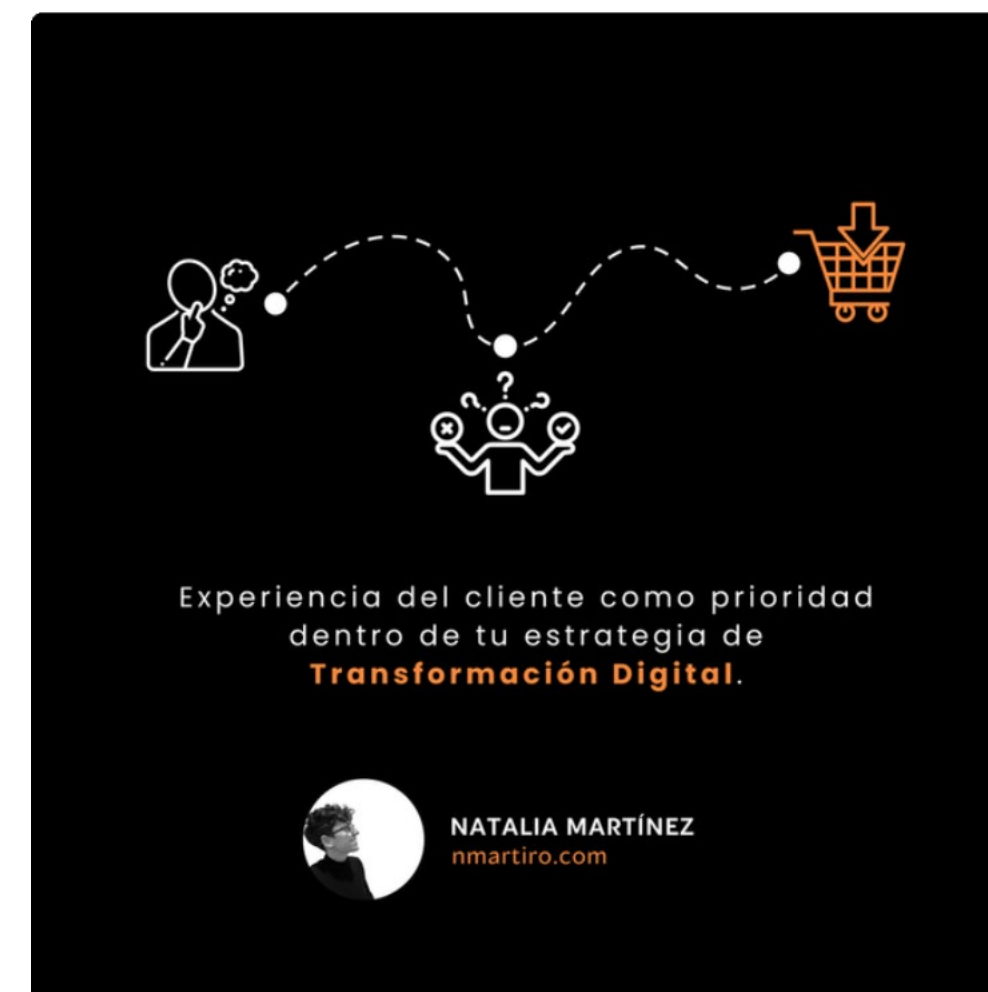 Experiencia del cliente como prioridad
dentro de tu estrategia de
Transformación Digital.
NATALIA MARTÍNEZ
nmartiro.com